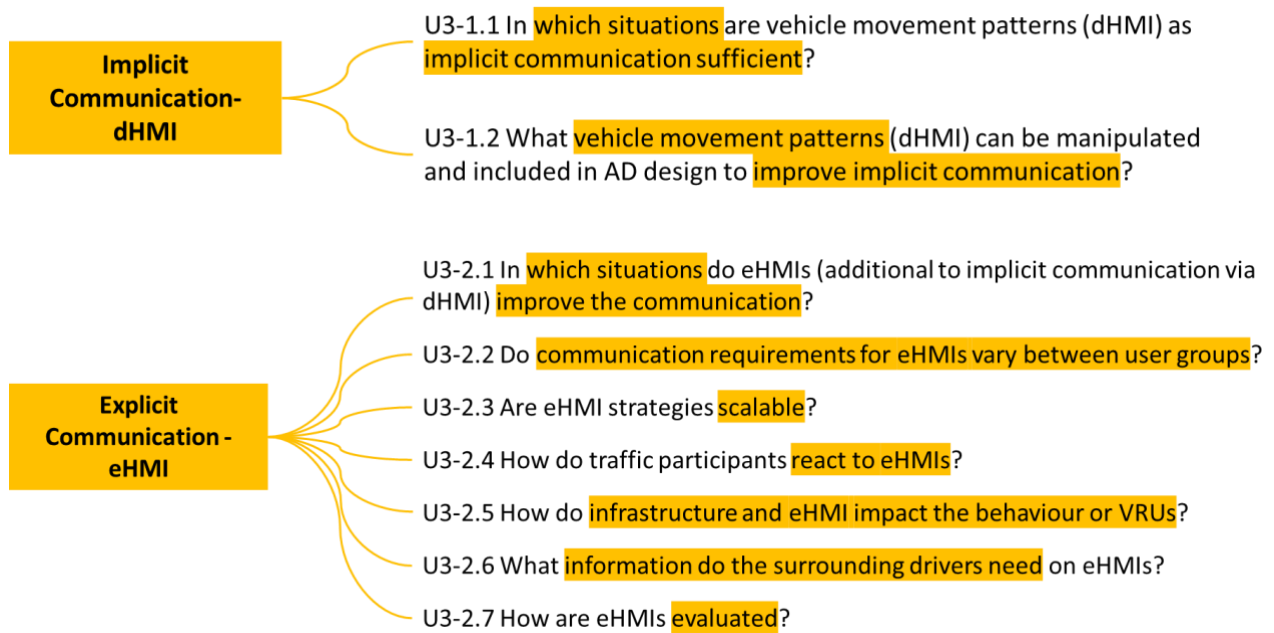 Implicit
Communication-
dHMI
U3-1.1 In which situations are vehicle movement patterns (dHMI) as
implicit communication sufficient?
U3-1.2 What vehicle movement patterns (dHMI) can be manipulated
and included in AD design to improve implicit communication?
Explicit
Communication -
eHMI
U3-2.1 In which situations do eHMIs (additional to implicit communication via
dHMI) improve the communication?
U3-2.2 Do communication requirements for eHMIs vary between user groups?
U3-2.3 Are eHMI strategies scalable?
U3-2.4 How do traffic participants react to eHMIs?
U3-2.5 How do infrastructure and eHMI impact the behaviour or VRUs?
U3-2.6 What information do the surrounding drivers need on eHMIs?
U3-2.7 How are eHMIs evaluated?